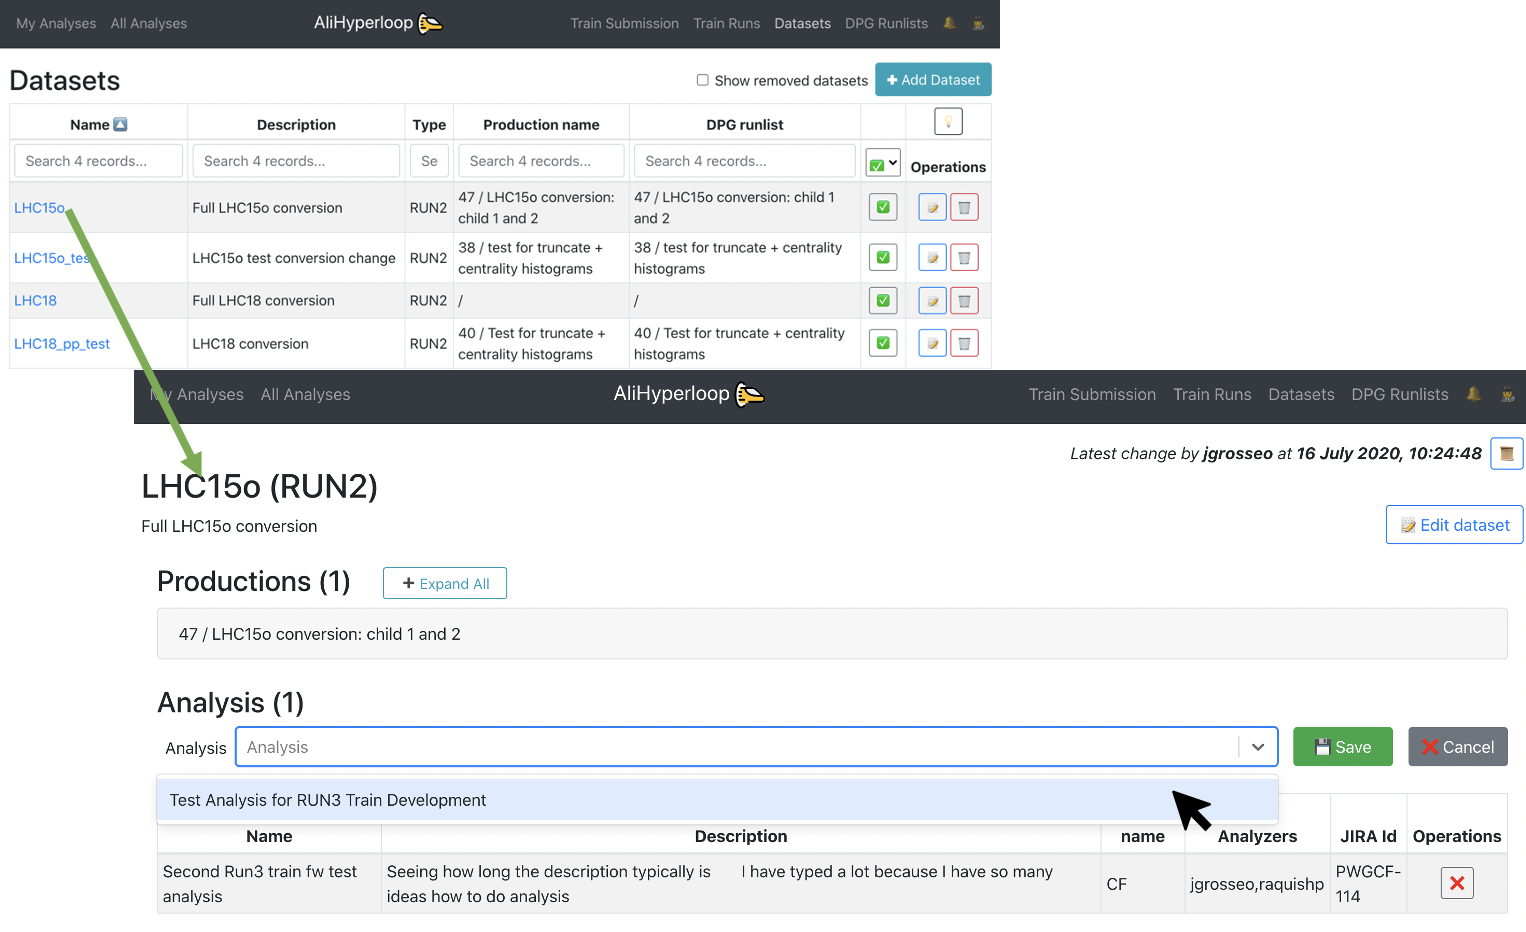 My Analyses All Analyses AliHyperloop Train Submission Train Runs Datasets DPG Runlists
Datasets
Show removed datasets
+ Add Dataset
Name Description Type Production name DPG runlist
Search 4 records... Search 4 records... Se Search 4 records... Search 4 records... Operations
LHC15o Full LHC15o conversion RUN2 47 / LHC15o conversion: child 1 and 2 47 / LHC15o conversion: child 1 and 2
LHC15o_tes LHC15o test conversion change RUN2 38 / test for truncate + centrality histograms 38 / test for truncate + centrality histograms
LHC18 Full LHC18 conversion RUN2 / /
LHC18_pp_test LHC18 conversion RUN2 40 / Test for truncate + centrality histograms 40 / Test for truncate + centrality histograms
My Analyses All Analyses AliHyperloop Train Submission Train Runs Datasets DPG Runlists
Latest change by jgrosseo at 16 July 2020, 10:24:48
LHC15o (RUN2)
Full LHC15o conversion
Edit dataset
Productions (1)
+ Expand All
47 / LHC15o conversion: child 1 and 2
Analysis (1)
Analysis Analysis Save Cancel
Test Analysis for RUN3 Train Development
Name Description name Analyzers JIRA Id Operations
Second Run3 train fw test analysis Seeing how long the description typically is I have typed a lot because I have so many ideas how to do analysis CF jgrosseo,raquishp PWGCF-114